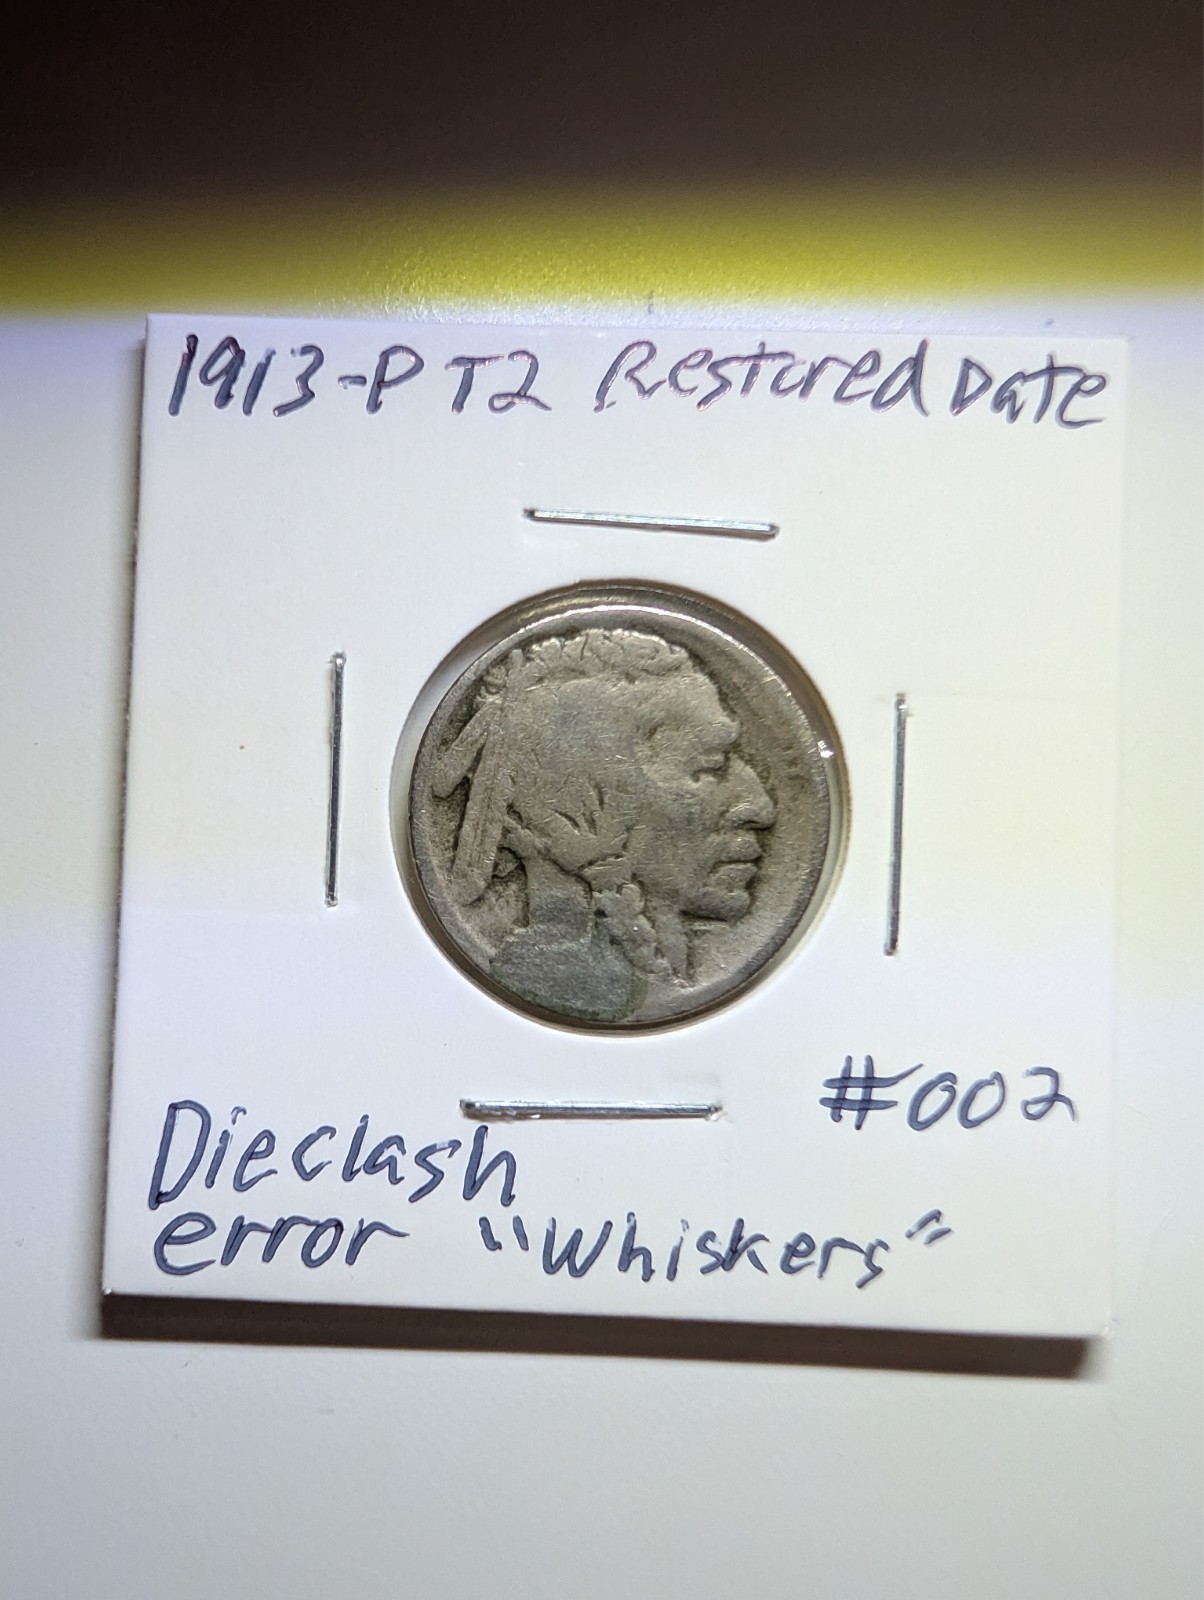 1913-P T2 Restored Date
#002
Dieclash
error "Whiskers"